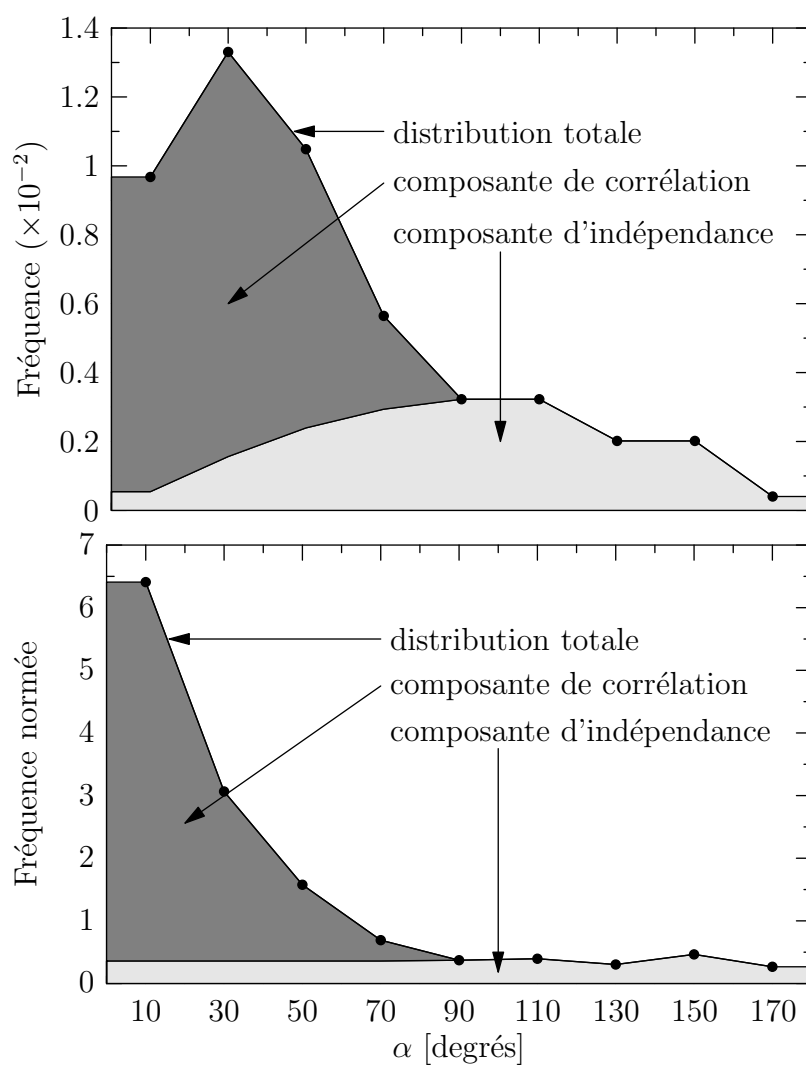 1.4
1.2
1
0.8
0.6
0.4
0.2
0
Fréquence (×10⁻²)
distribution totale
composante de corrélation
composante d'indépendance
7
6
5
4
3
2
1
0
Fréquence normée
distribution totale
composante de corrélation
composante d'indépendance
10 30 50 70 90 110 130 150 170
α [degrés]